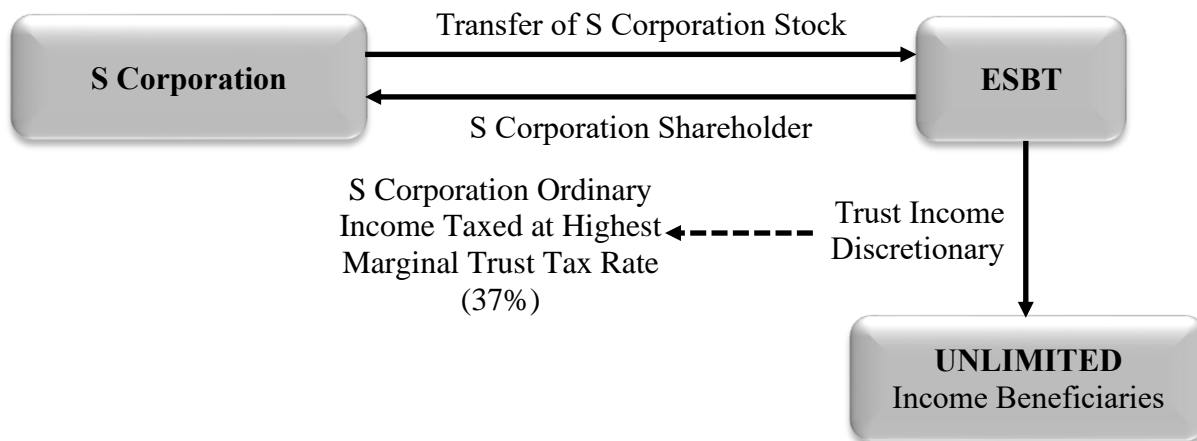 Transfer of S Corporation Stock
S Corporation
ESBT
S Corporation Shareholder
S Corporation Ordinary
Income Taxed at Highest
Marginal Trust Tax Rate
(37%)
Trust Income
Discretionary
UNLIMITED
Income Beneficiaries